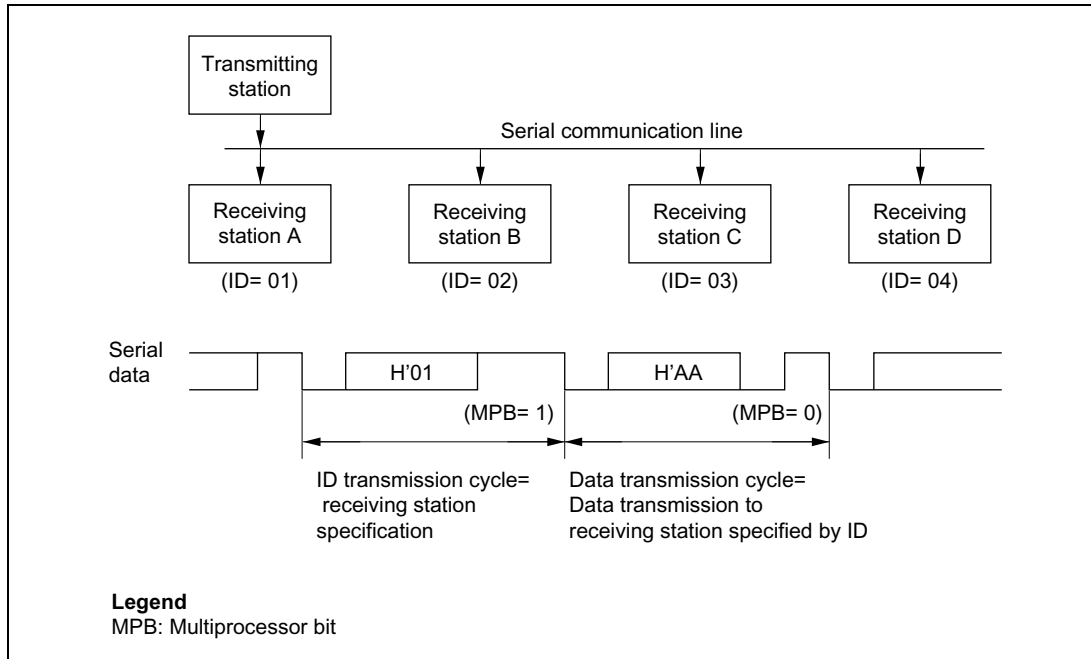 Transmitting
station
Serial communication line
Receiving
station A
Receiving
station B
Receiving
station C
Receiving
station D
(ID= 01)
(ID= 02)
(ID= 03)
(ID= 04)
Serial
data
H'01
H'AA
(MPB= 1)
(MPB= 0)
ID transmission cycle=
receiving station
specification
Data transmission cycle=
Data transmission to
receiving station specified by ID
Legend
MPB: Multiprocessor bit